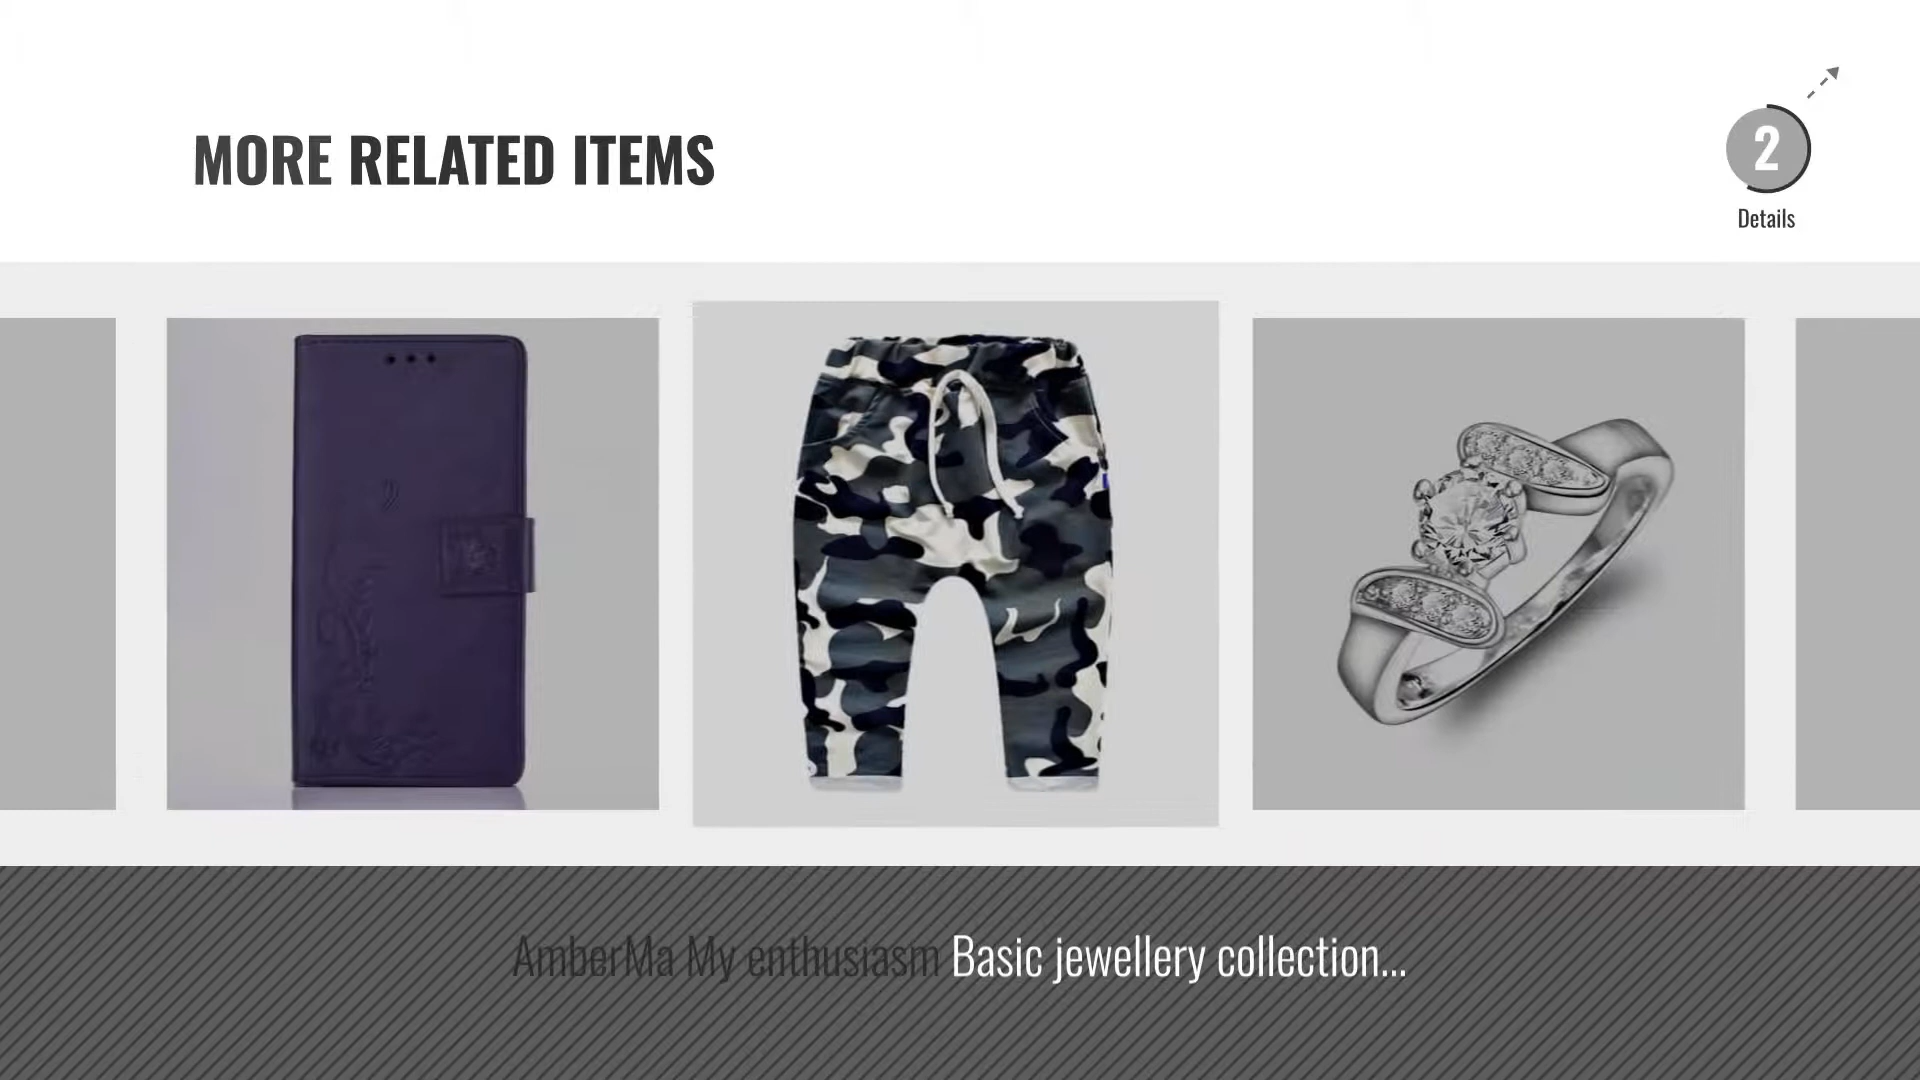 MORE RELATED ITEMS
2
Details
AmberMa My enthusiasm Basic jewellery collection...